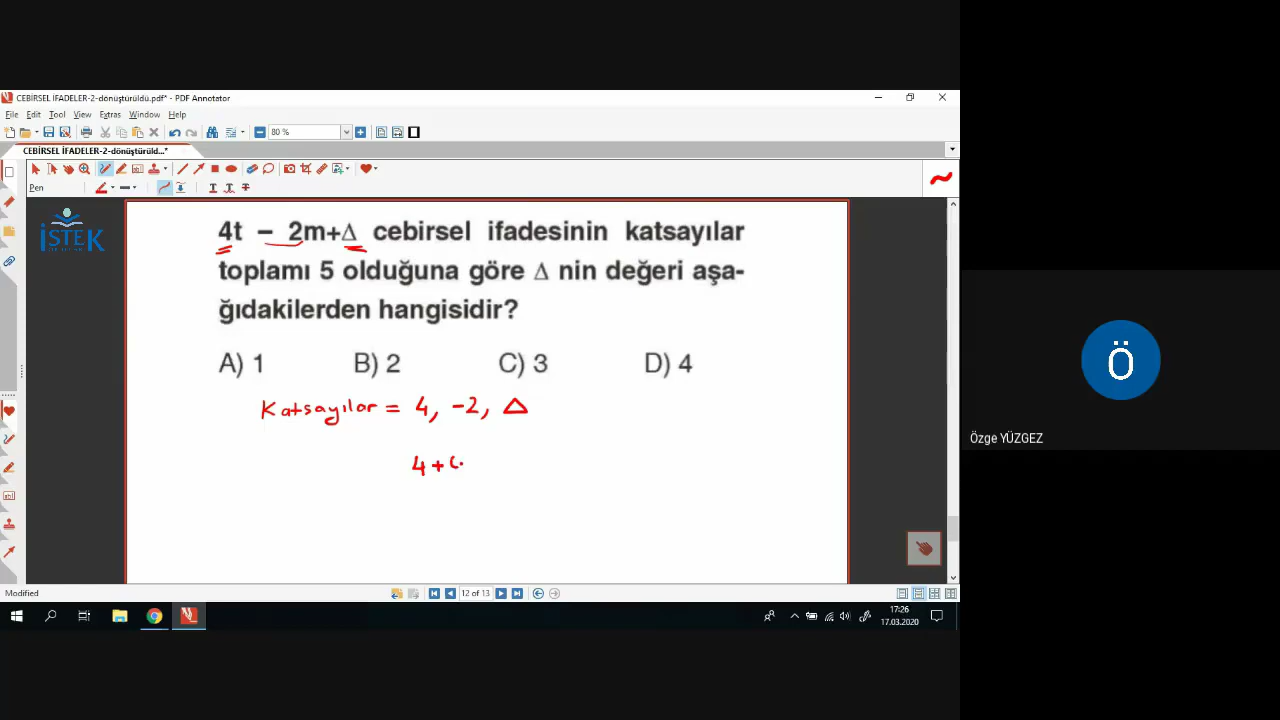 CEBİRSEL İFADELER-2-dönüştürüldü.pdf* - PDF Annotator
File Edit Tool View Extras Window Help
80 %
CEBİRSEL İFADELER-2-dönüştürüld...*
Pen
İSTEK
4t − 2m+∆ cebirsel ifadesinin katsayılar
toplamı 5 olduğuna göre ∆ nin değeri aşa-
ğıdakilerden hangisidir?
A) 1 B) 2 C) 3 D) 4
Katsayılar = 4, -2, ∆
4 + (-
Ö
Özge YÜZGEZ
Modified
12 of 13
17:26
17.03.2020